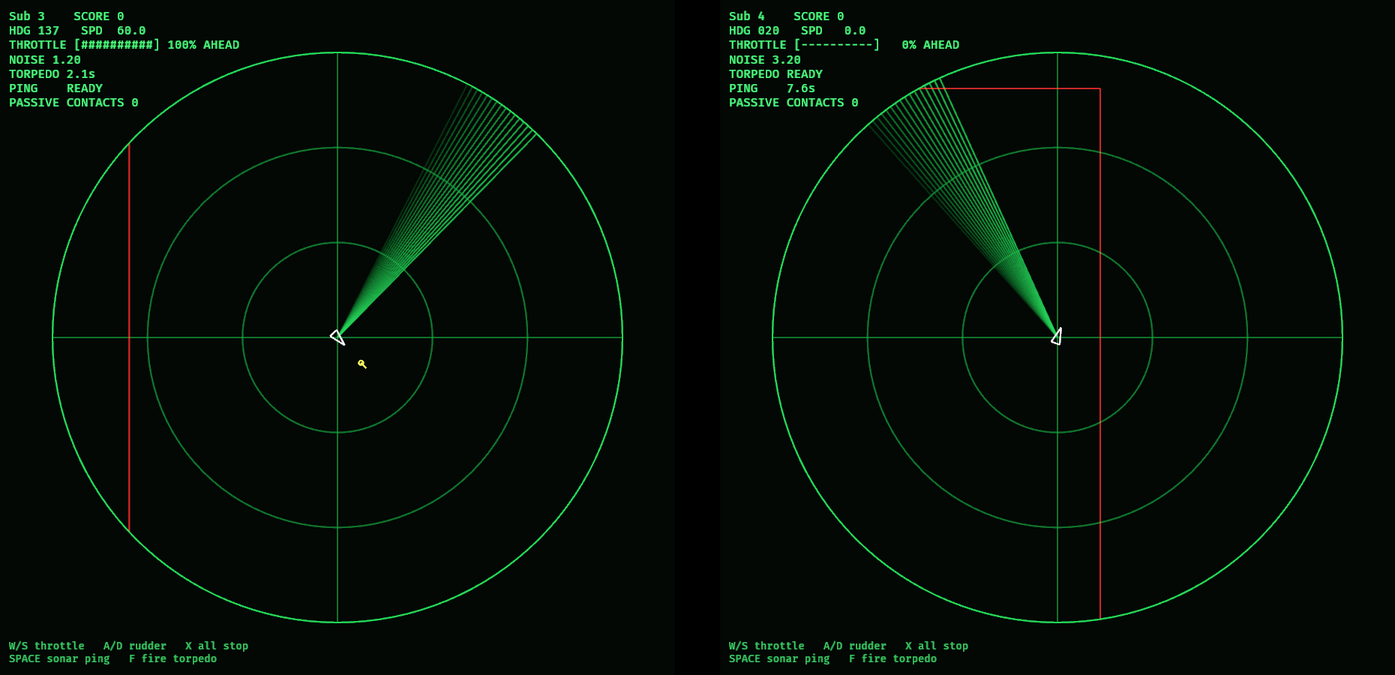 Sub 3    SCORE 0
HDG 137   SPD  60.0
THROTTLE [##########] 100% AHEAD
NOISE 1.20
TORPEDO 2.1s
PING    READY
PASSIVE CONTACTS 0
W/S throttle   A/D rudder   X all stop
SPACE sonar ping   F fire torpedo
Sub 4    SCORE 0
HDG 020   SPD   0.0
THROTTLE [----------]   0% AHEAD
NOISE 3.20
TORPEDO READY
PING    7.6s
PASSIVE CONTACTS 0
W/S throttle   A/D rudder   X all stop
SPACE sonar ping   F fire torpedo